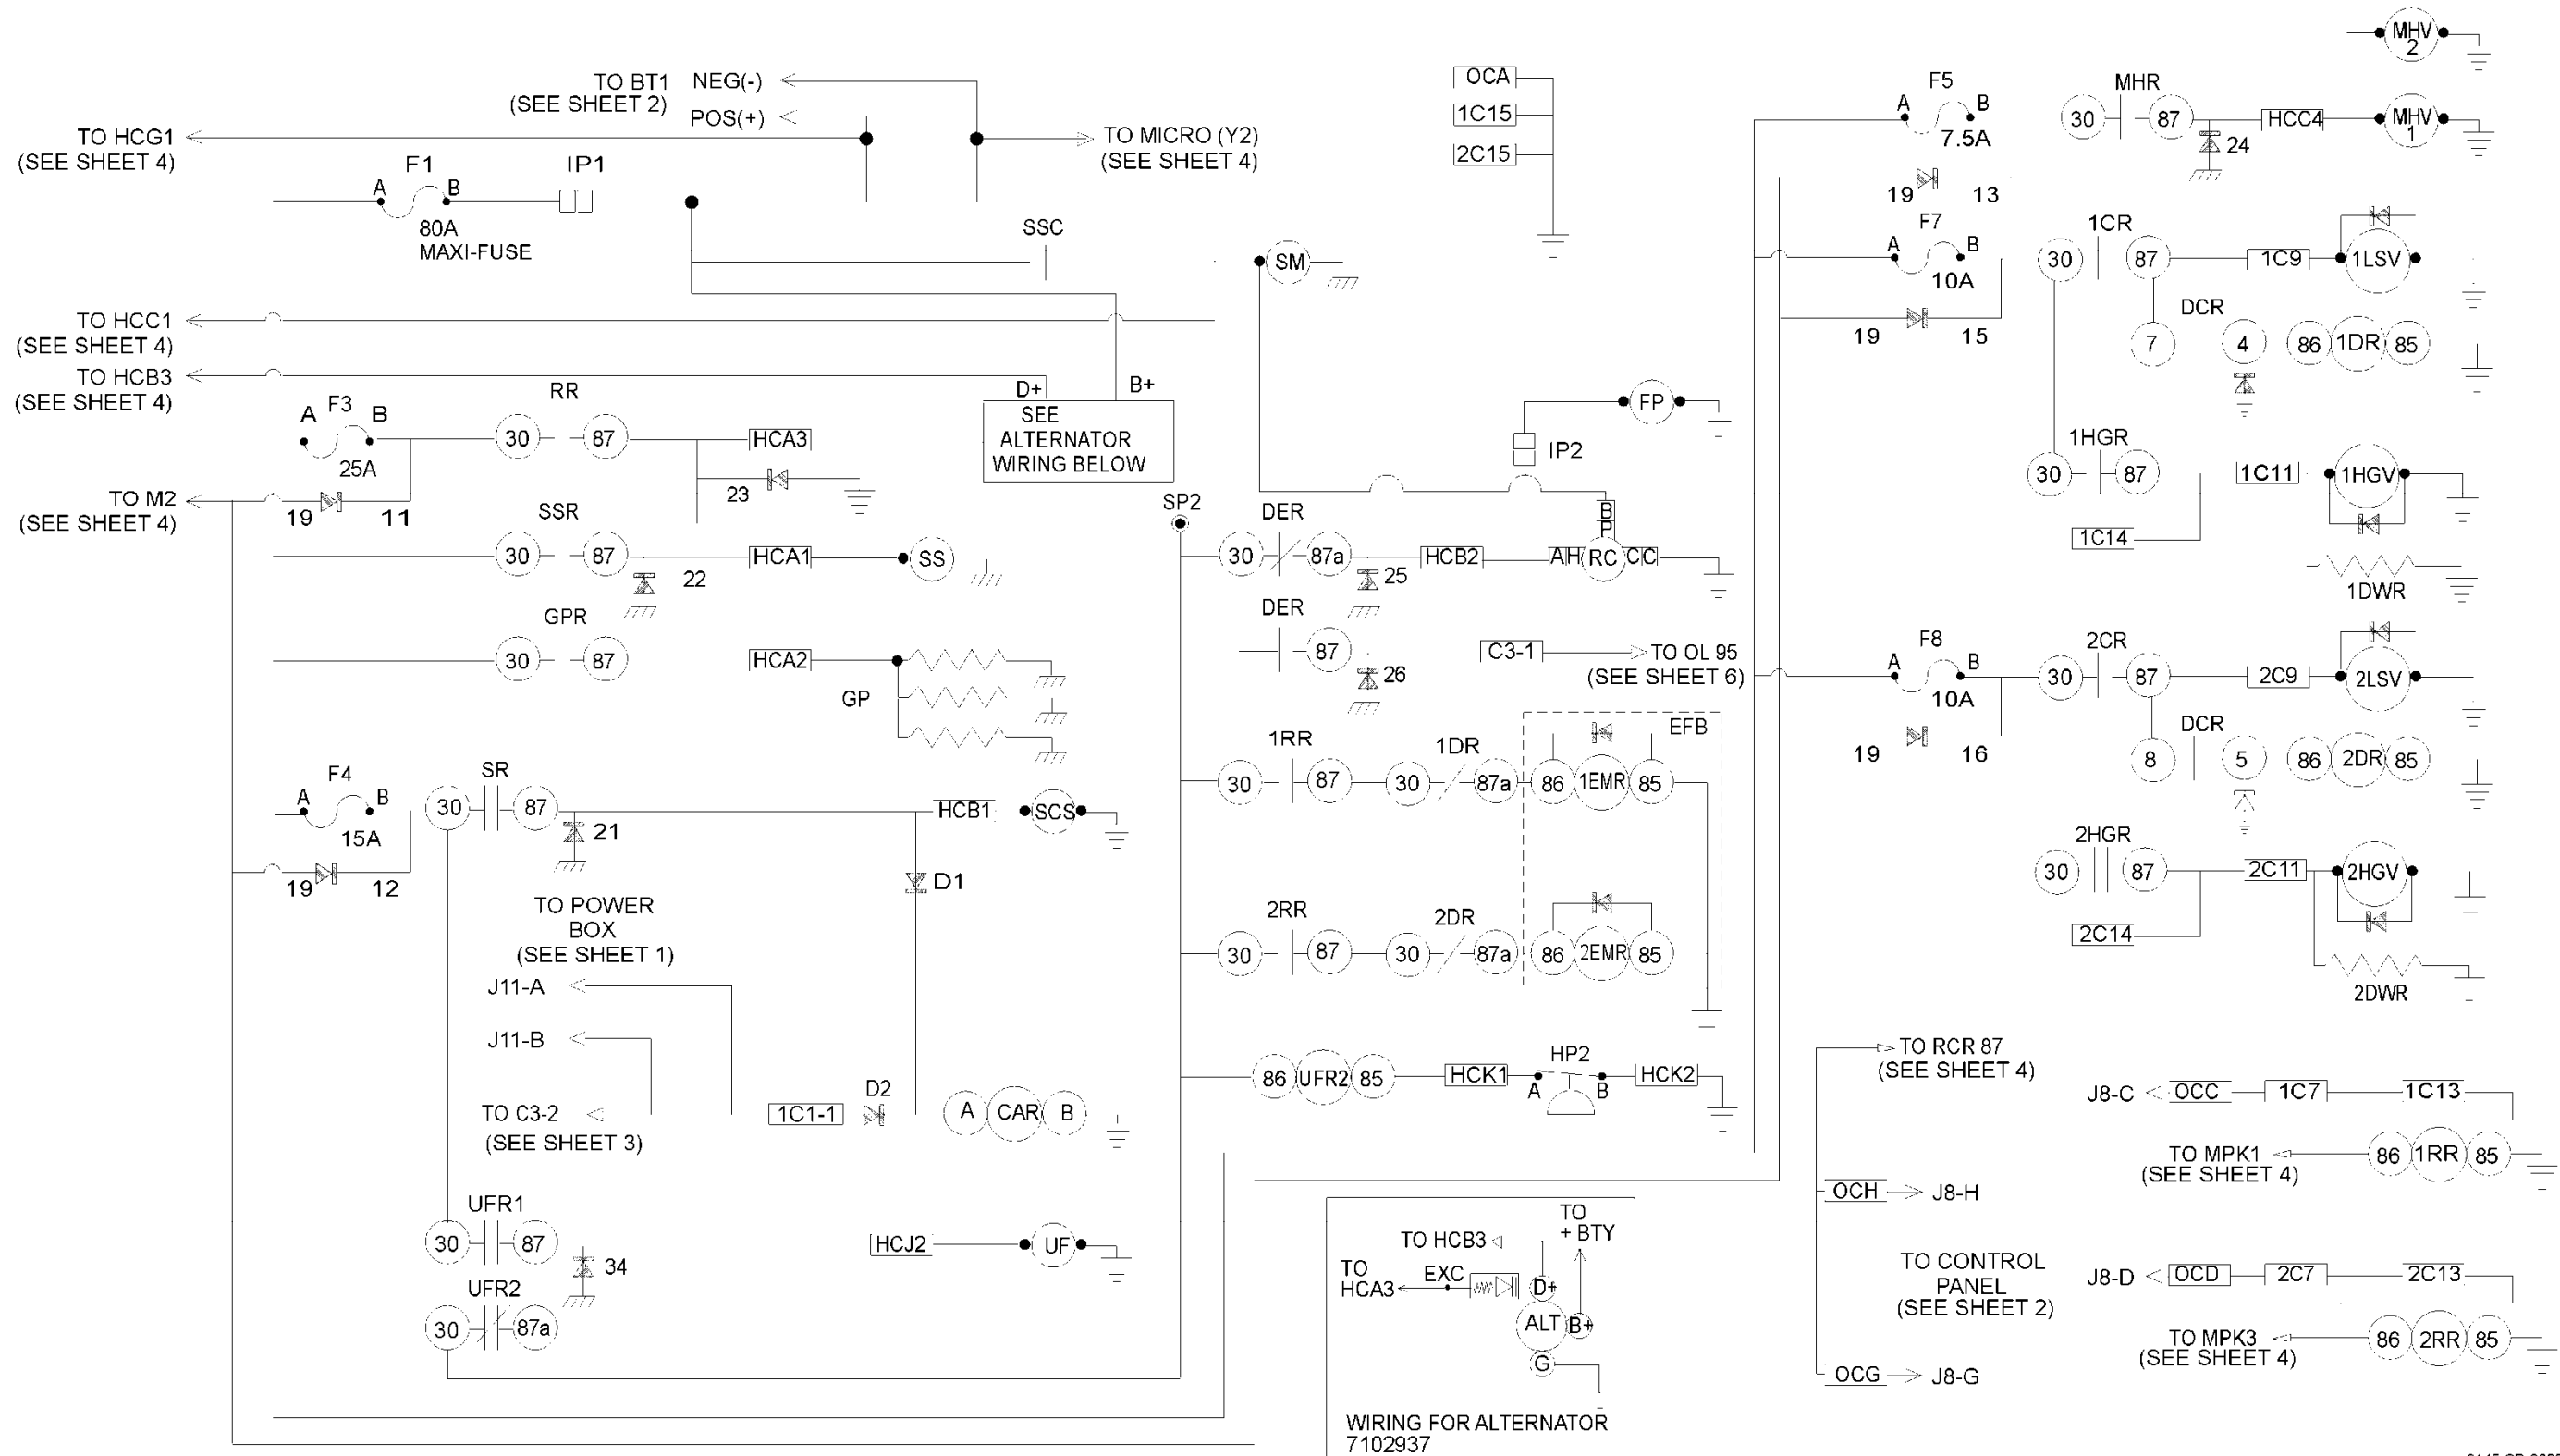 MHV
2
TO BT1 NEG(-)
(SEE SHEET 2)
POS(+)
TO HCG1
(SEE SHEET 4)
TO MICRO (Y2)
(SEE SHEET 4)
F1 IP1
A B
80A
MAXI-FUSE
SSC
OCA
1C15
2C15
SM
F5
A B
7.5A
19 13
MHR
30 87 HCC4 MHV
1
24
F7
A B
10A
19 15
1CR
30 87 1C9 1LSV
DCR
7 4 86 1DR 85
TO HCC1
(SEE SHEET 4)
TO HCB3
(SEE SHEET 4)
D+ B+
SEE
ALTERNATOR
WIRING BELOW
F3
A B
25A
RR
30 87 HCA3
23
TO M2
(SEE SHEET 4)
19 11
SSR
30 87 HCA1 SS
22
GPR
30 87 HCA2
GP
FP
IP2
SP2
DER
30 87a HCB2 AH RC CC
B
P
25
DER
87
26
C3-1 TO OL 95
(SEE SHEET 6)
1HGR
30 87 1C11 1HGV
1C14
1DWR
F8
A B
10A
19 16
2CR
30 87 2C9 2LSV
DCR
8 5 86 2DR 85
EFB
1RR 1DR
30 87 30 87a 86 1EMR 85
2RR 2DR
30 87 30 87a 86 2EMR 85
F4
A B
15A
19 12
SR
30 87 HCB1 SCS
21
D1
TO POWER
BOX
(SEE SHEET 1)
J11-A
J11-B
TO C3-2
(SEE SHEET 3)
1C1-1 D2 A CAR B
86 UFR2 85 HCK1 HP2 HCK2
A B
2HGR
30 87 2C11 2HGV
2C14
2DWR
UFR1
30 87
34
UFR2
30 87a
HCJ2 UF
TO RCR 87
(SEE SHEET 4)
OCH J8-H
TO CONTROL
PANEL
(SEE SHEET 2)
OCG J8-G
J8-C OCC 1C7 1C13
TO MPK1
(SEE SHEET 4)
86 1RR 85
J8-D OCD 2C7 2C13
TO MPK3
(SEE SHEET 4)
86 2RR 85
TO
+ BTY
TO HCB3
TO
HCA3
EXC
D+
ALT B+
G
WIRING FOR ALTERNATOR
7102937